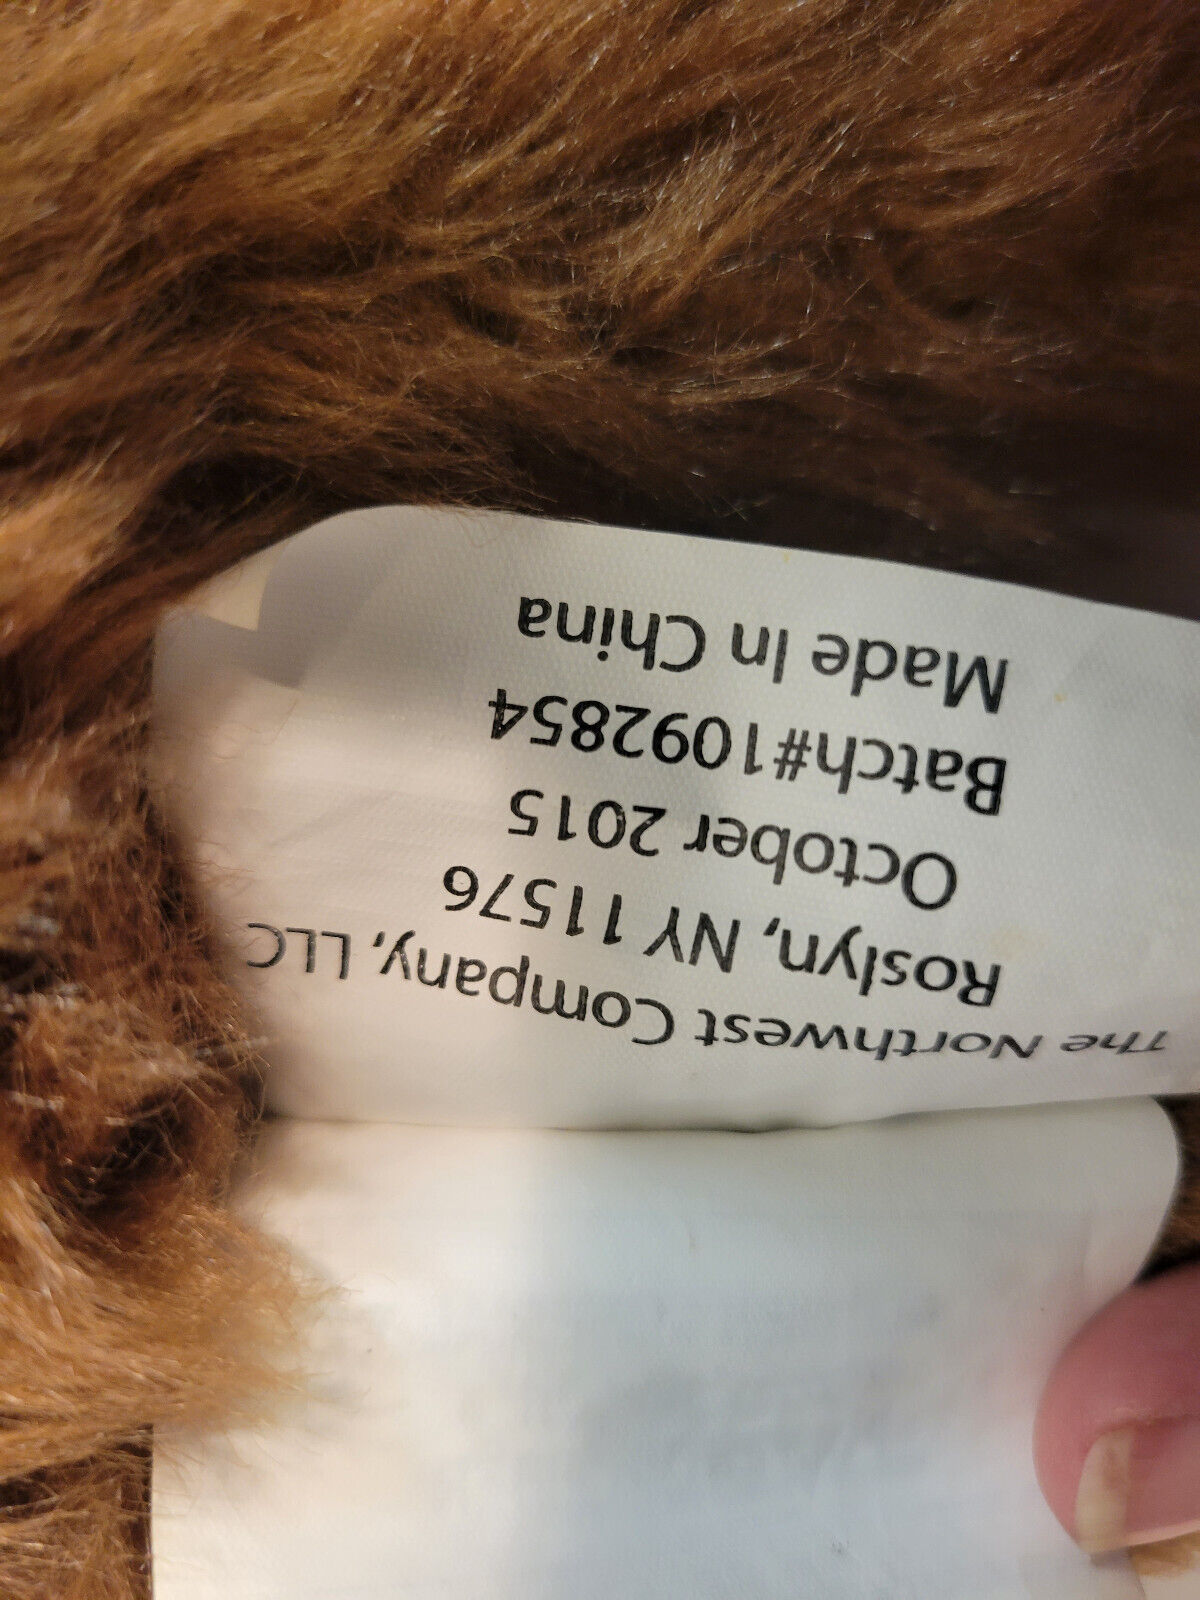 The Northwest Company, LLC
Roslyn, NY 11576
October 2015
Batch#1092854
Made In China